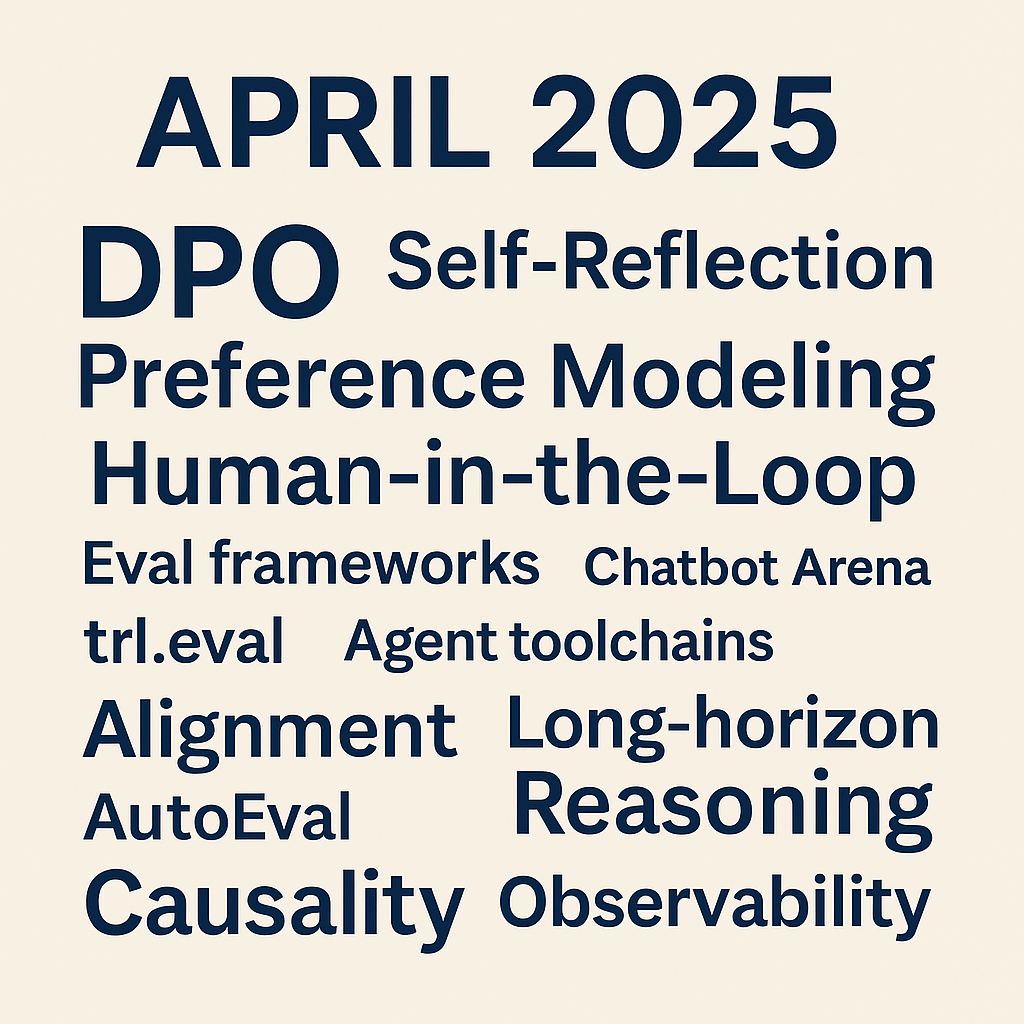 APRIL 2025
DPO Self-Reflection
Preference Modeling
Human-in-the-Loop
Eval frameworks Chatbot Arena
trl.eval Agent toolchains
Alignment Long-horizon
AutoEval Reasoning
Causality Observability